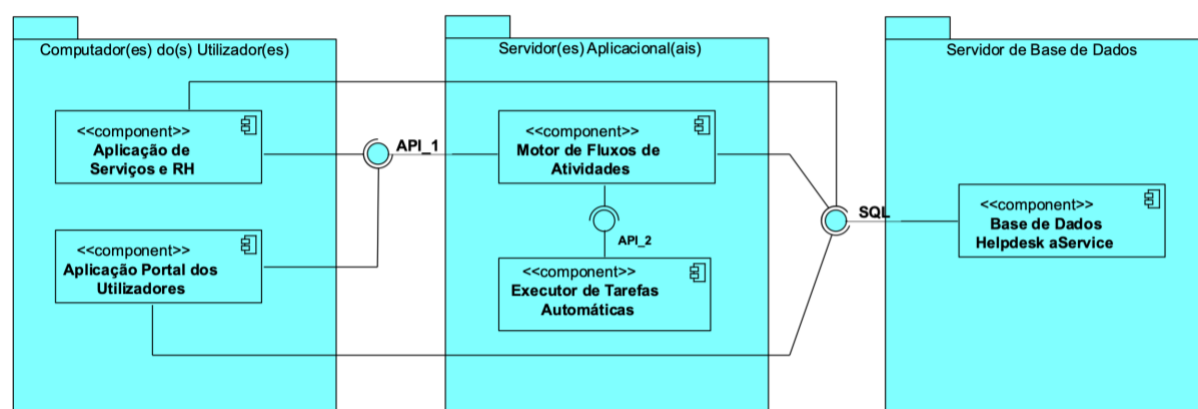 Computador(es) do(s) Utilizador(es)
<<component>>
Aplicação de
Serviços e RH
<<component>>
Aplicação Portal dos
Utilizadores
API_1
Servidor(es) Aplicacional(ais)
<<component>>
Motor de Fluxos de
Atividades
API_2
<<component>>
Executor de Tarefas
Automáticas
SQL
Servidor de Base de Dados
<<component>>
Base de Dados
Helpdesk aService